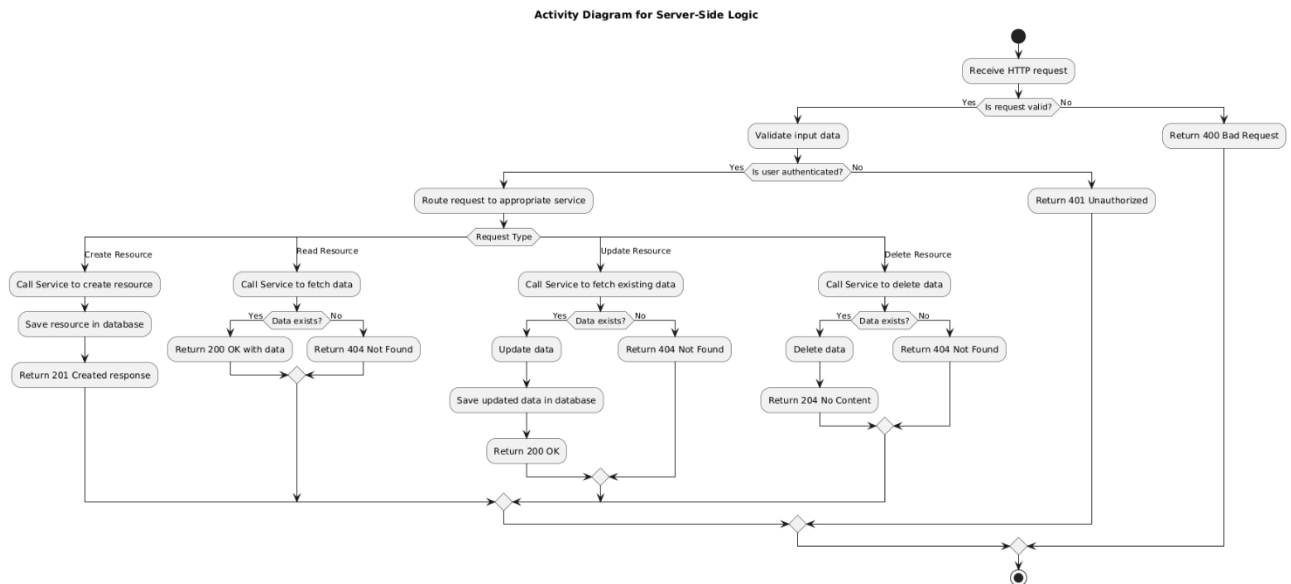 Activity Diagram for Server-Side Logic
Receive HTTP request
Yes
Is request valid?
No
Validate input data
Return 400 Bad Request
Yes
Is user authenticated?
No
Route request to appropriate service
Return 401 Unauthorized
Request Type
Create Resource
Read Resource
Update Resource
Delete Resource
Call Service to create resource
Call Service to fetch data
Call Service to fetch existing data
Call Service to delete data
Save resource in database
Yes
Data exists?
No
Yes
Data exists?
No
Yes
Data exists?
No
Return 200 OK with data
Return 404 Not Found
Update data
Return 404 Not Found
Delete data
Return 404 Not Found
Return 201 Created response
Save updated data in database
Return 204 No Content
Return 200 OK